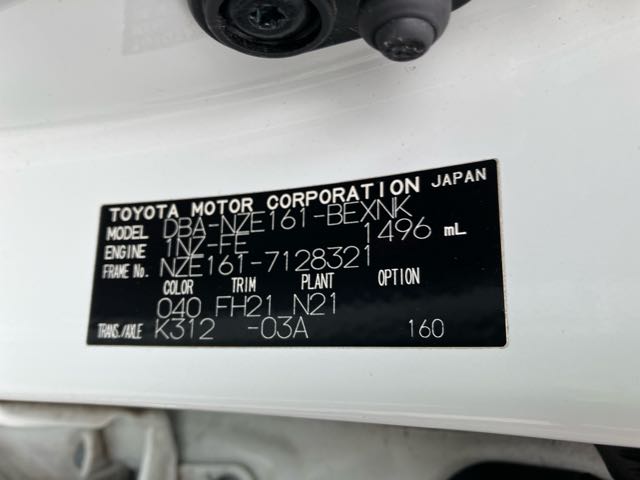 TOYOTA MOTOR CORPORATION JAPAN
MODEL DBA-NZE161-BEXNK
ENGINE 1NZ-FE 1496 mL
FRAME No. NZE161-7128321
COLOR TRIM PLANT OPTION
040 FH21 N21
TRANS./AXLE K312 -03A 160